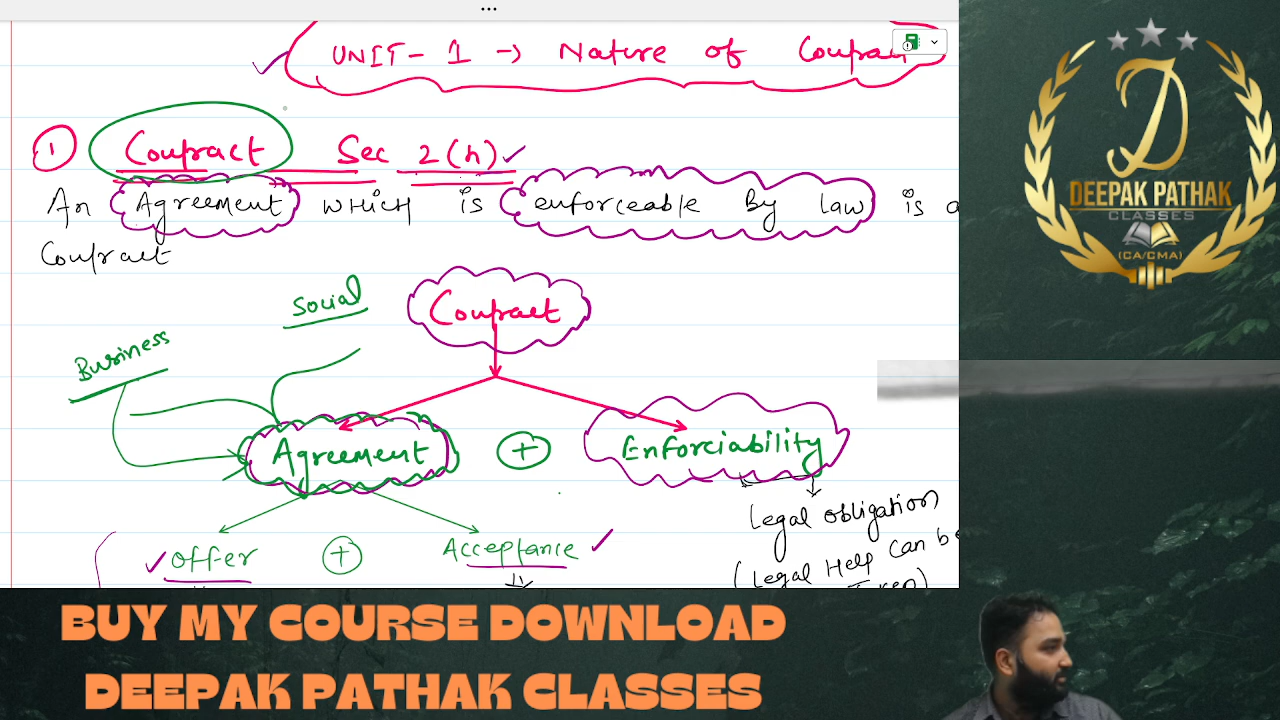 UNIT - 1 → Nature of Contract
① Contract Sec 2(h)
An Agreement which is enforceable By law is a
Contract
Social
Contract
Business
Agreement + Enforciability
Legal obligation
Offer + Acceptance
(Legal Help Can be
Taken)
D
DEEPAK PATHAK
CLASSES
(CA/CMA)
BUY MY COURSE DOWNLOAD
DEEPAK PATHAK CLASSES